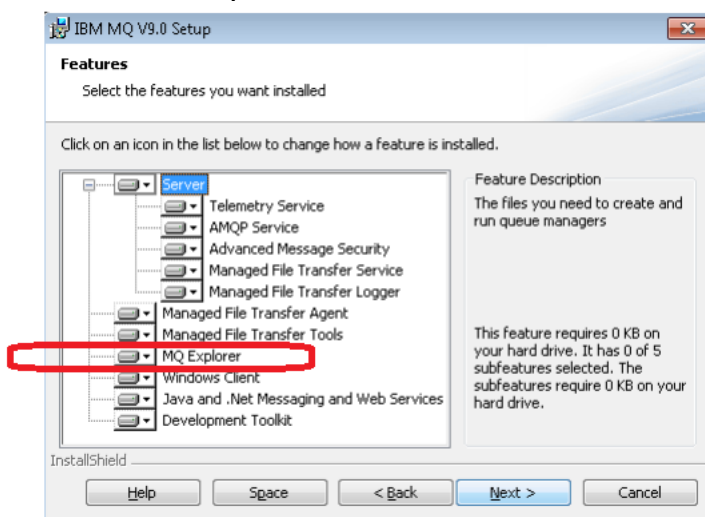 IBM MQ V9.0 Setup
Features
Select the features you want installed
Click on an icon in the list below to change how a feature is installed.
Server
Telemetry Service
AMQP Service
Advanced Message Security
Managed File Transfer Service
Managed File Transfer Logger
Managed File Transfer Agent
Managed File Transfer Tools
MQ Explorer
Windows Client
Java and .Net Messaging and Web Services
Development Toolkit
Feature Description
The files you need to create and
run queue managers
This feature requires 0 KB on
your hard drive. It has 0 of 5
subfeatures selected. The
subfeatures require 0 KB on your
hard drive.
InstallShield
Help Space < Back Next > Cancel